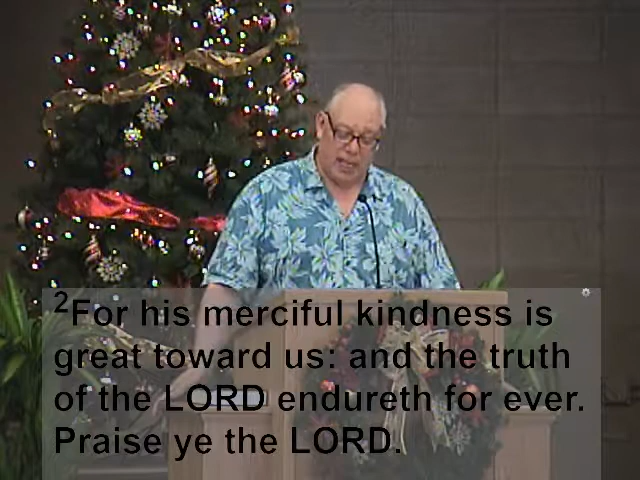 ²For his merciful kindness is
great toward us: and the truth
of the LORD endureth for ever.
Praise ye the LORD.